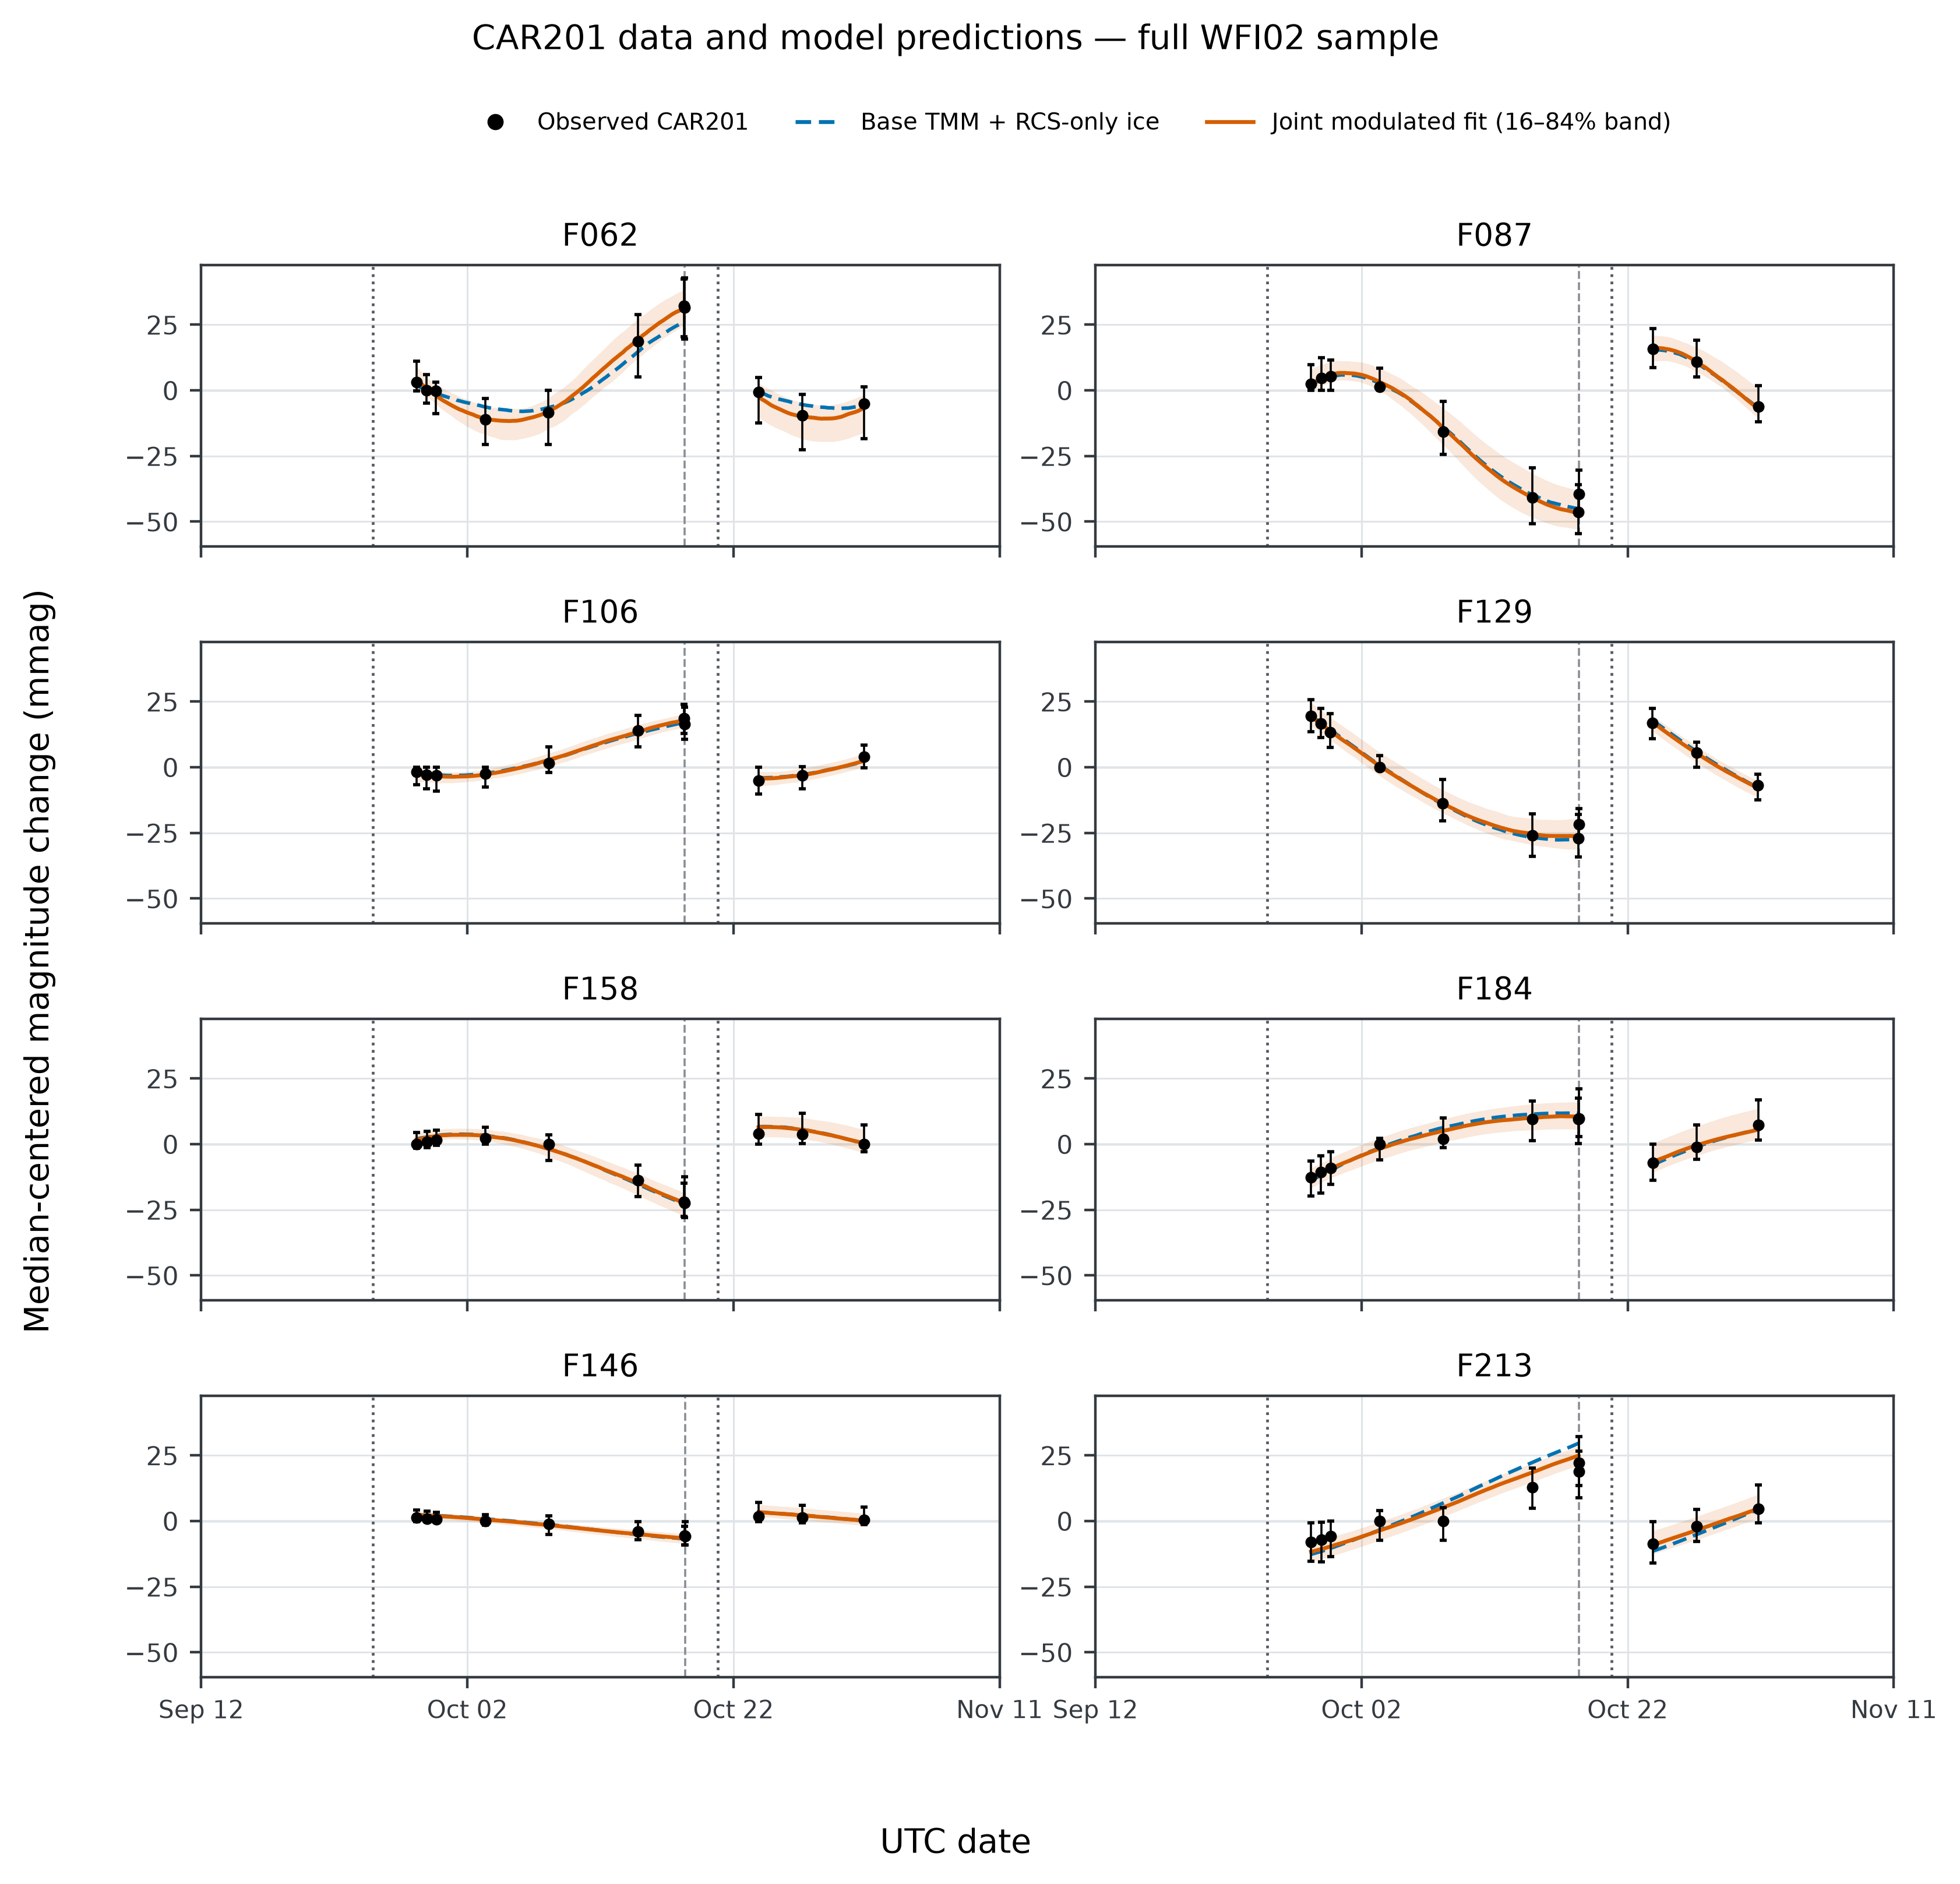 CAR201 data and model predictions — full WFI02 sample
Observed CAR201
Base TMM + RCS-only ice
Joint modulated fit (16–84% band)
Median-centered magnitude change (mmag)
F062
25
0
−25
−50
F087
25
0
−25
−50
F106
25
0
−25
−50
F129
25
0
−25
−50
F158
25
0
−25
−50
F184
25
0
−25
−50
F146
25
0
−25
−50
Sep 12
Oct 02
Oct 22
Nov 11
F213
25
0
−25
−50
Sep 12
Oct 02
Oct 22
Nov 11
UTC date